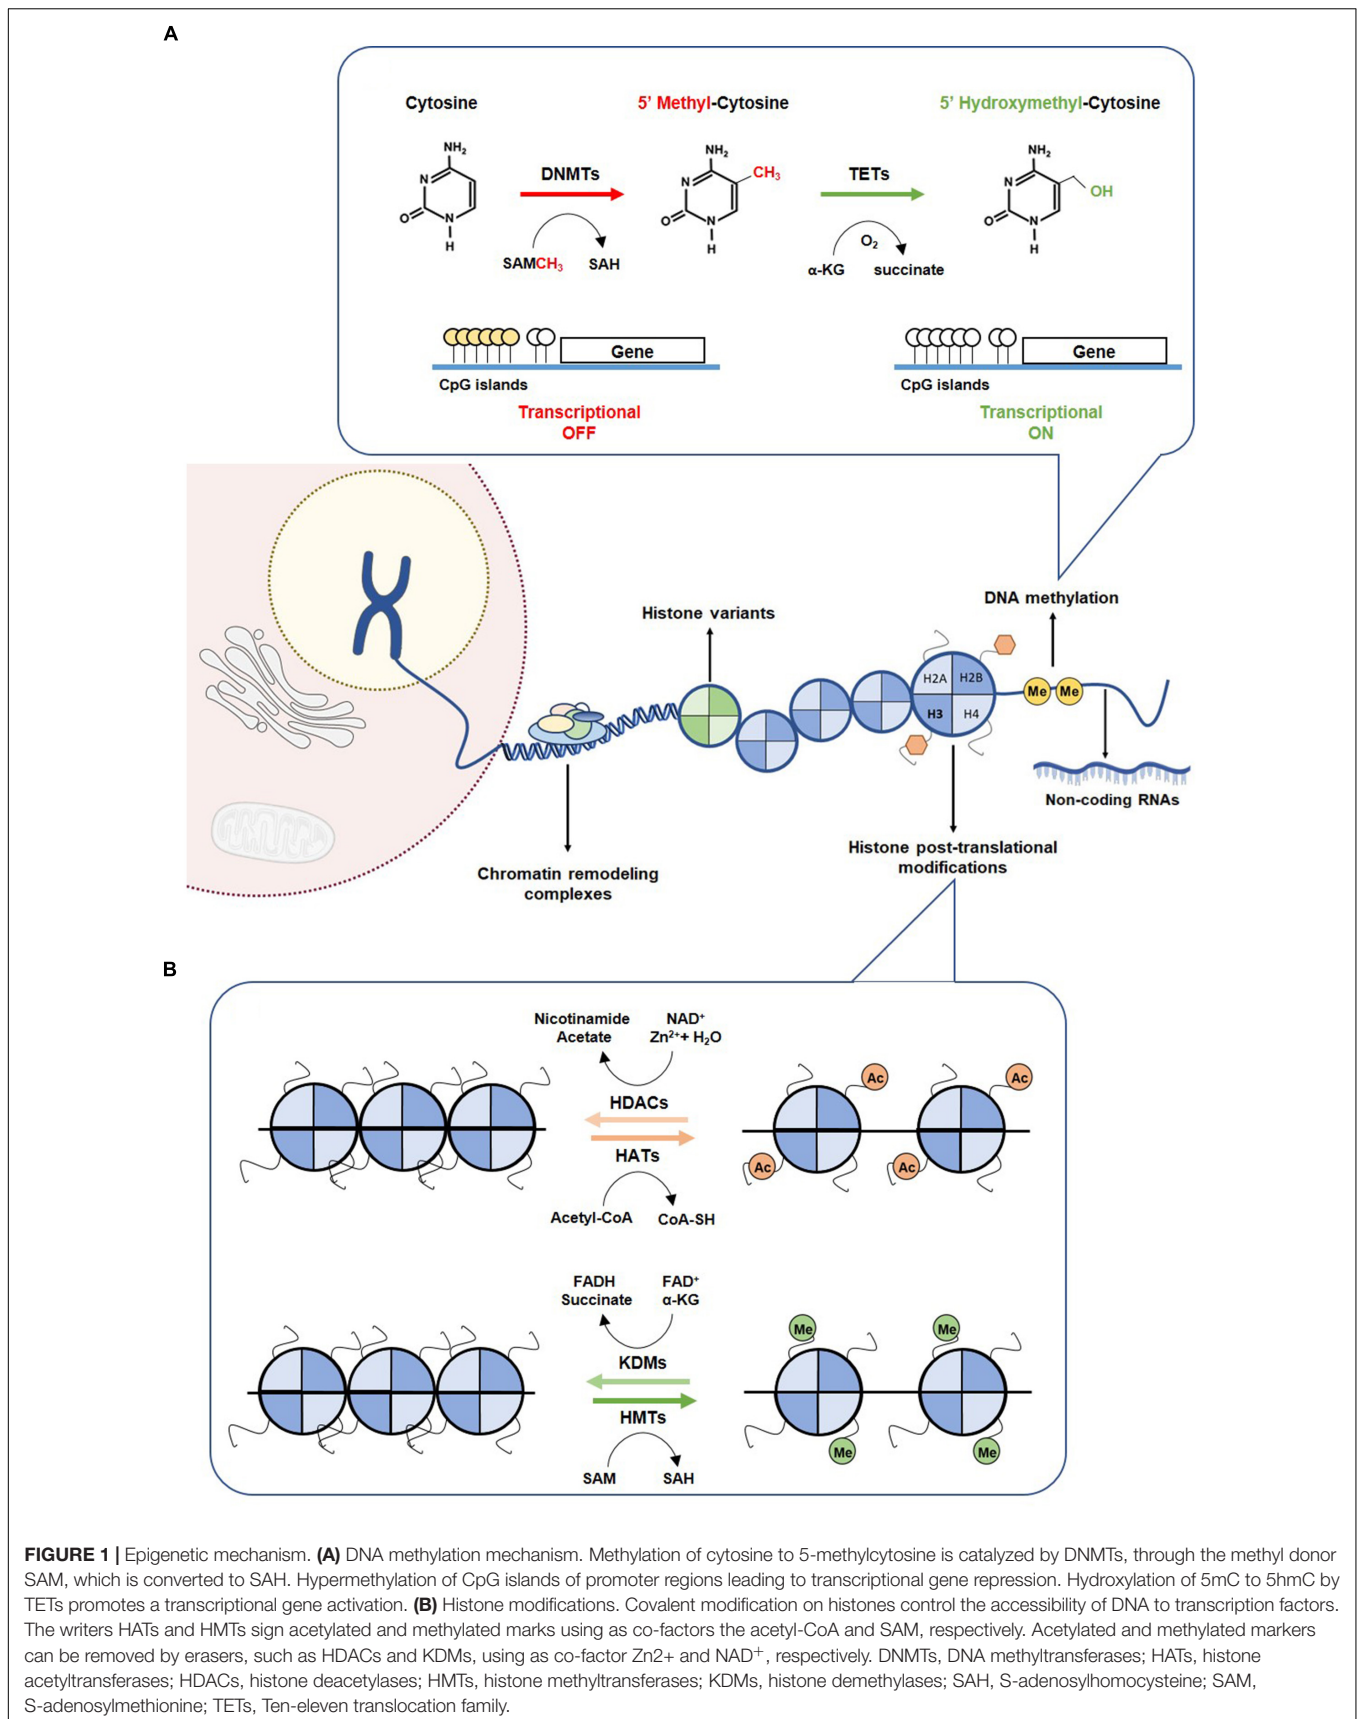 A
Cytosine
5' Methyl-Cytosine
5' Hydroxymethyl-Cytosine
NH2
N
O
N
H
DNMTs
SAMCH3
SAH
NH2
CH3
N
O
N
H
TETs
O2
α-KG
succinate
NH2
N
OH
O
N
H
Gene
CpG islands
Transcriptional
OFF
Gene
CpG islands
Transcriptional
ON
DNA methylation
Histone variants
H2A
H2B
H3
H4
Me
Me
Non-coding RNAs
Histone post-translational
modifications
Chromatin remodeling
complexes
B
Nicotinamide
Acetate
NAD+
Zn2++ H2O
HDACs
HATs
Acetyl-CoA
CoA-SH
Ac
Ac
Ac
Ac
FADH
Succinate
FAD+
α-KG
KDMs
HMTs
SAM
SAH
Me
Me
Me
Me
FIGURE 1 | Epigenetic mechanism. (A) DNA methylation mechanism. Methylation of cytosine to 5-methylcytosine is catalyzed by DNMTs, through the methyl donor
SAM, which is converted to SAH. Hypermethylation of CpG islands of promoter regions leading to transcriptional gene repression. Hydroxylation of 5mC to 5hmC by
TETs promotes a transcriptional gene activation. (B) Histone modifications. Covalent modification on histones control the accessibility of DNA to transcription factors.
The writers HATs and HMTs sign acetylated and methylated marks using as co-factors the acetyl-CoA and SAM, respectively. Acetylated and methylated markers
can be removed by erasers, such as HDACs and KDMs, using as co-factor Zn2+ and NAD+, respectively. DNMTs, DNA methyltransferases; HATs, histone
acetyltransferases; HDACs, histone deacetylases; HMTs, histone methyltransferases; KDMs, histone demethylases; SAH, S-adenosylhomocysteine; SAM,
S-adenosylmethionine; TETs, Ten-eleven translocation family.